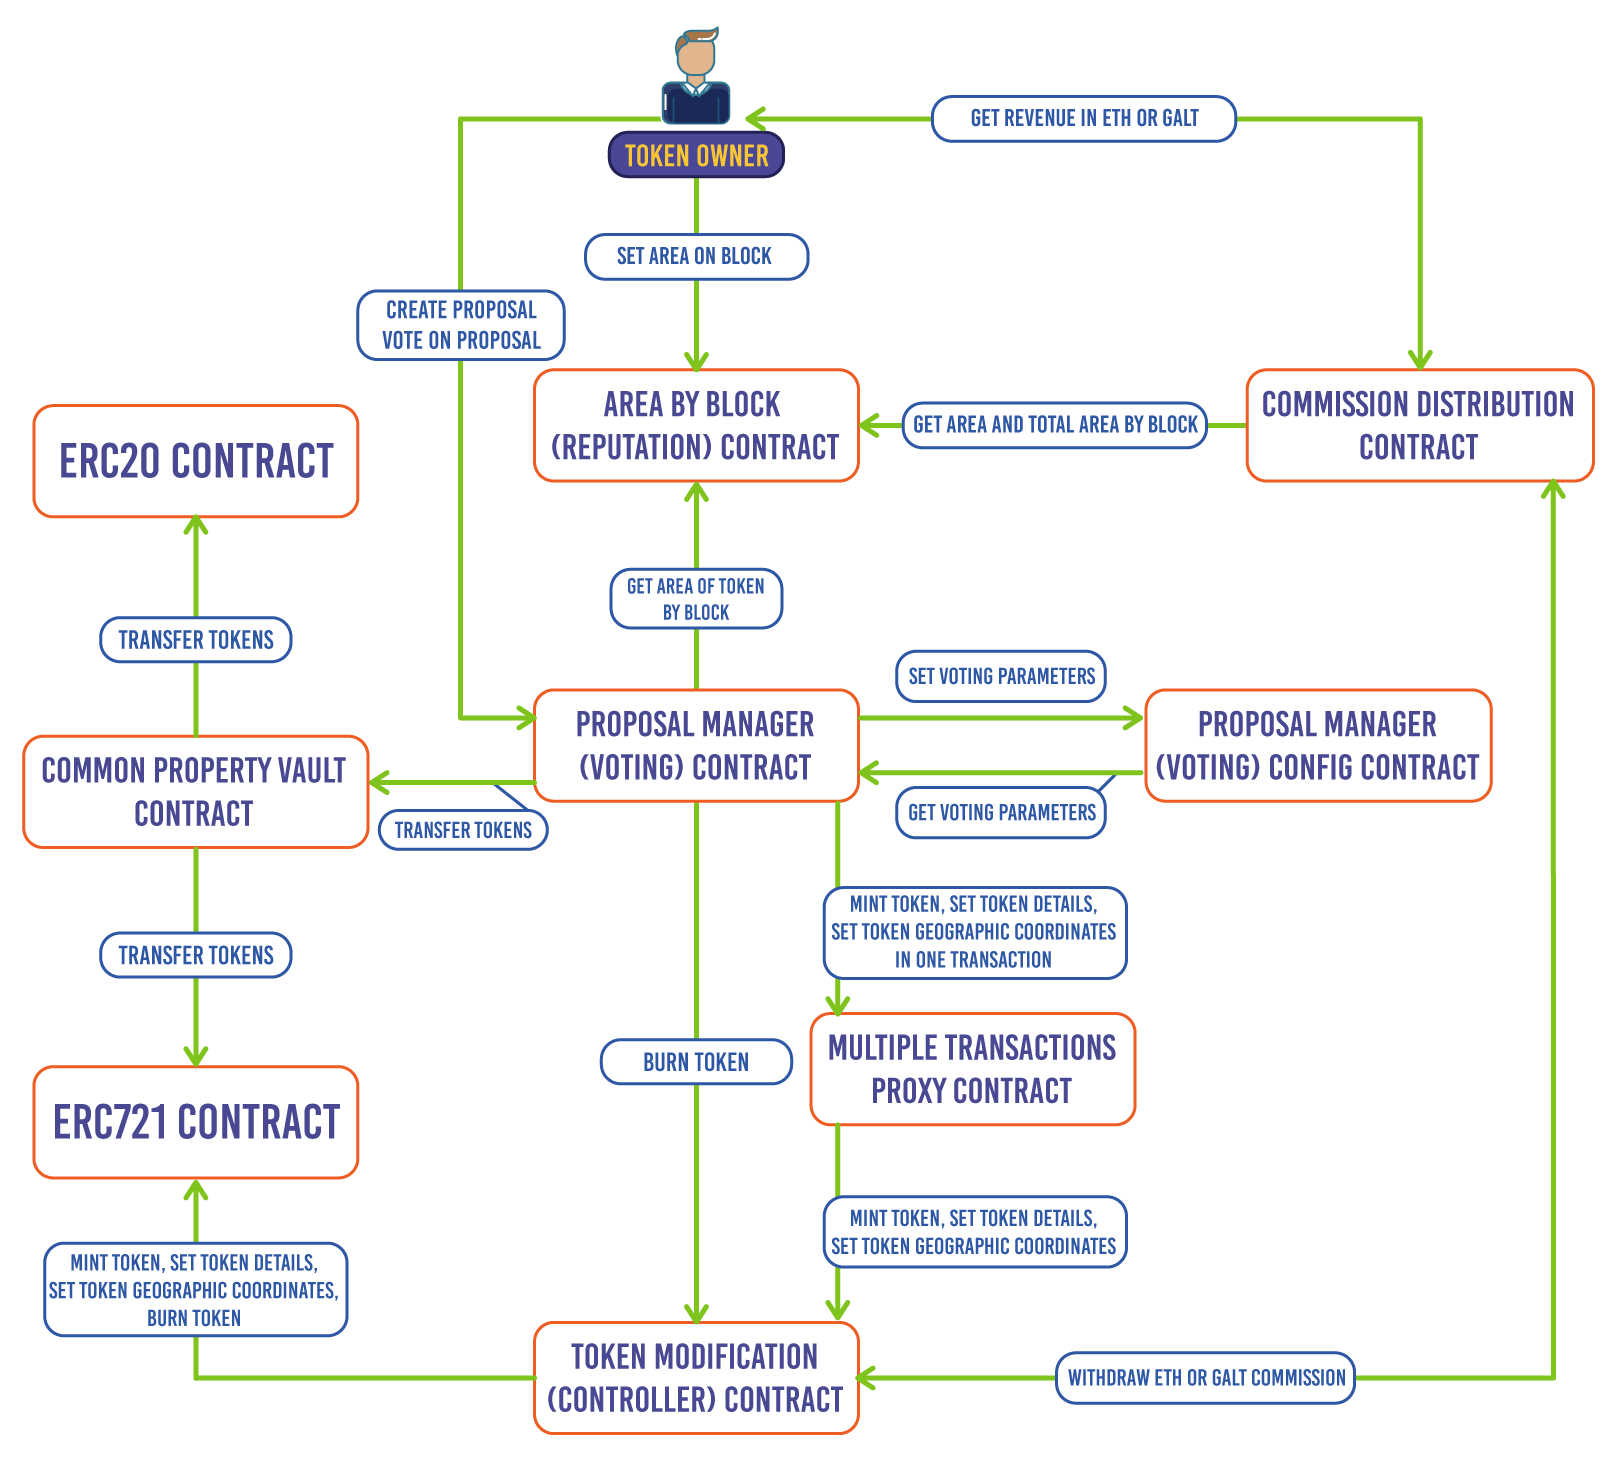 GET REVENUE IN ETH OR GALT
TOKEN OWNER
SET AREA ON BLOCK
CREATE PROPOSAL
VOTE ON PROPOSAL
AREA BY BLOCK
(REPUTATION) CONTRACT
GET AREA AND TOTAL AREA BY BLOCK
COMMISSION DISTRIBUTION
CONTRACT
ERC20 CONTRACT
GET AREA OF TOKEN
BY BLOCK
TRANSFER TOKENS
SET VOTING PARAMETERS
PROPOSAL MANAGER
(VOTING) CONTRACT
PROPOSAL MANAGER
(VOTING) CONFIG CONTRACT
COMMON PROPERTY VAULT
CONTRACT
TRANSFER TOKENS
GET VOTING PARAMETERS
MINT TOKEN, SET TOKEN DETAILS,
SET TOKEN GEOGRAPHIC COORDINATES
IN ONE TRANSACTION
TRANSFER TOKENS
BURN TOKEN
MULTIPLE TRANSACTIONS
PROXY CONTRACT
ERC721 CONTRACT
MINT TOKEN, SET TOKEN DETAILS,
SET TOKEN GEOGRAPHIC COORDINATES
MINT TOKEN, SET TOKEN DETAILS,
SET TOKEN GEOGRAPHIC COORDINATES,
BURN TOKEN
TOKEN MODIFICATION
(CONTROLLER) CONTRACT
WITHDRAW ETH OR GALT COMMISSION